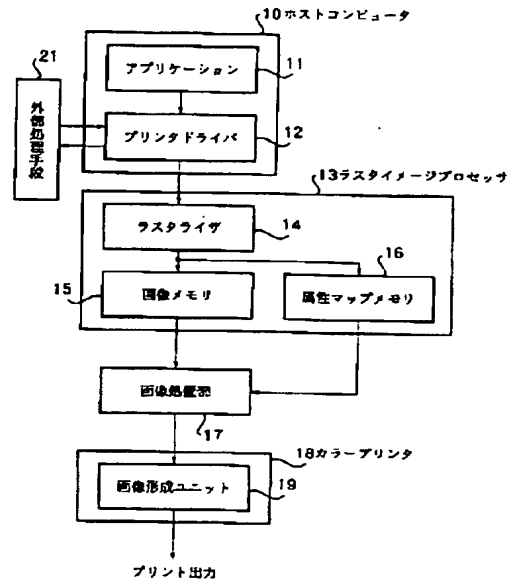 10ホストコンピュータ
アプリケーション
11
21
外部処理手段
プリンタドライバ
12
13ラスタイメージプロセッサ
ラスタライザ
14
16
15
画像メモリ
属性マップメモリ
画像処理部
17
18カラープリンタ
画像形成ユニット
19
プリント出力